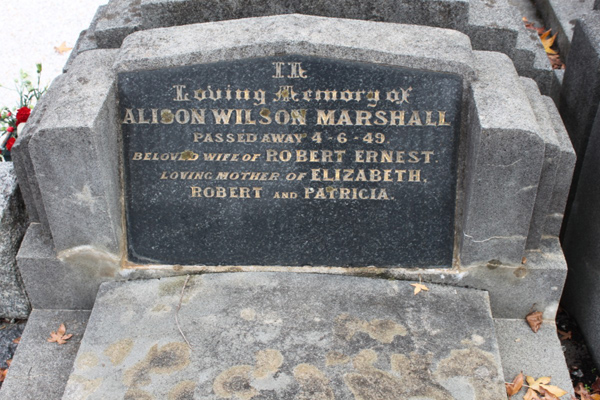 In
Loving Memory of
ALISON WILSON MARSHALL
PASSED AWAY 4-6-49.
BELOVED WIFE OF ROBERT ERNEST.
LOVING MOTHER OF ELIZABETH.
ROBERT AND PATRICIA.